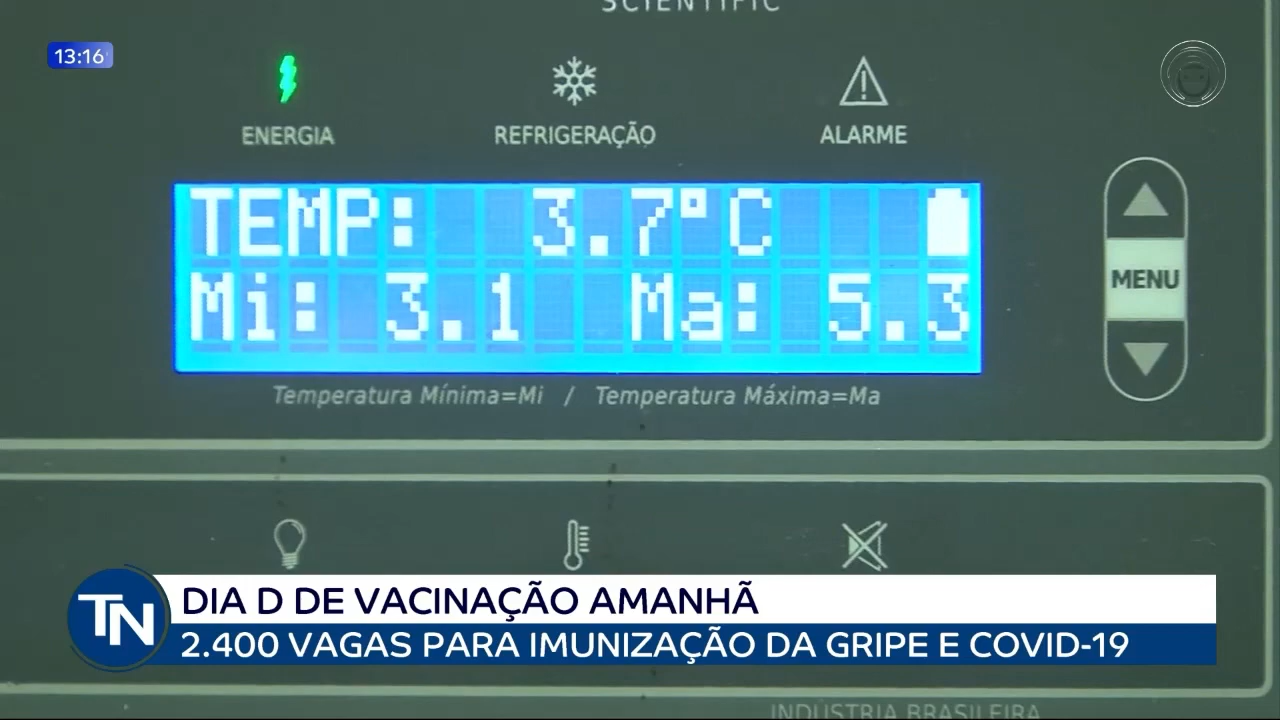 SCIENTIFIC
13:16
ENERGIA
REFRIGERAÇÃO
ALARME
TEMP: 3.7°C
Mi: 3.1 Ma: 5.3
MENU
Temperatura Mínima=Mi / Temperatura Máxima=Ma
TN
DIA D DE VACINAÇÃO AMANHÃ
2.400 VAGAS PARA IMUNIZAÇÃO DA GRIPE E COVID-19
INDÚSTRIA BRASILEIRA